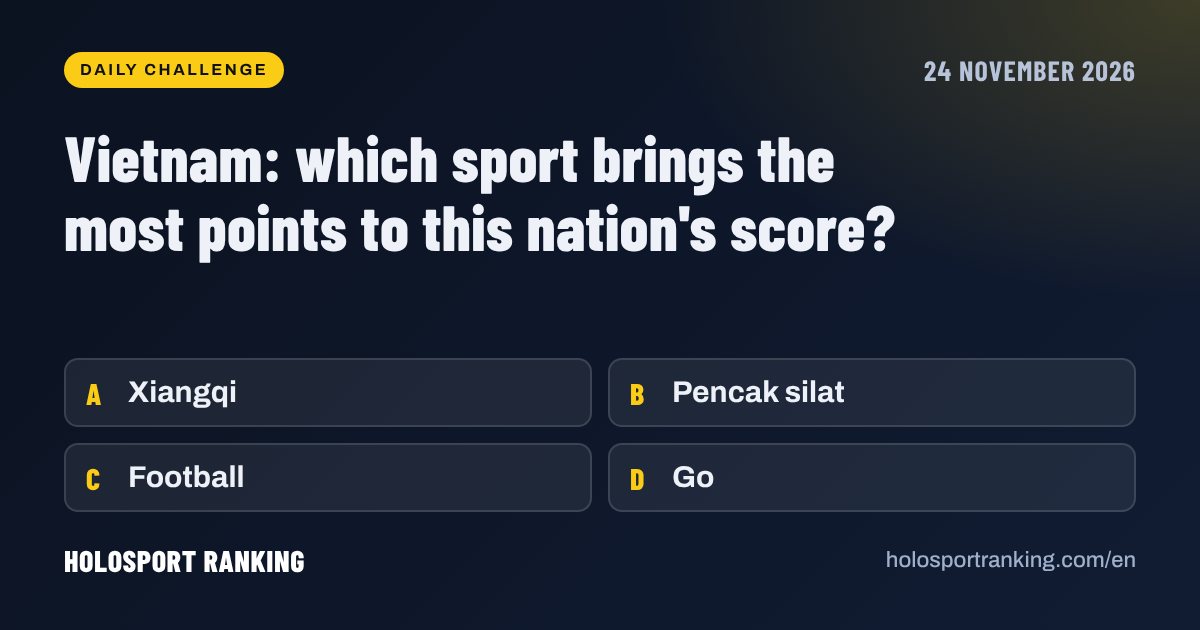 DAILY CHALLENGE
24 NOVEMBER 2026
Vietnam: which sport brings the
most points to this nation's score?
A Xiangqi
B Pencak silat
C Football
D Go
HOLOSPORT RANKING
holosportranking.com/en